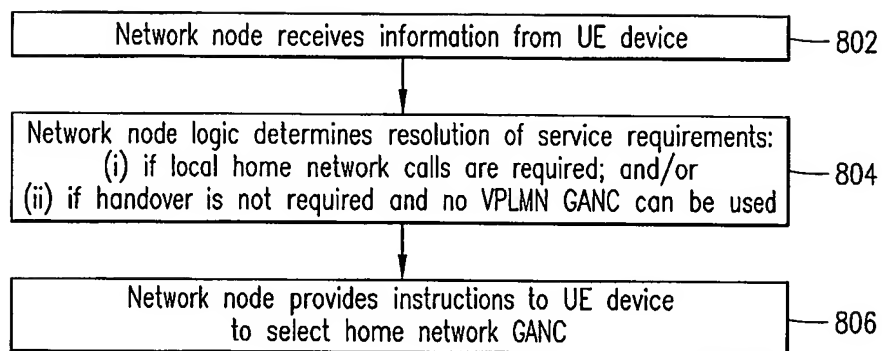 Network node receives information from UE device
802
Network node logic determines resolution of service requirements:
(i) if local home network calls are required; and/or
(ii) if handover is not required and no VPLMN GANC can be used
804
Network node provides instructions to UE device
to select home network GANC
806